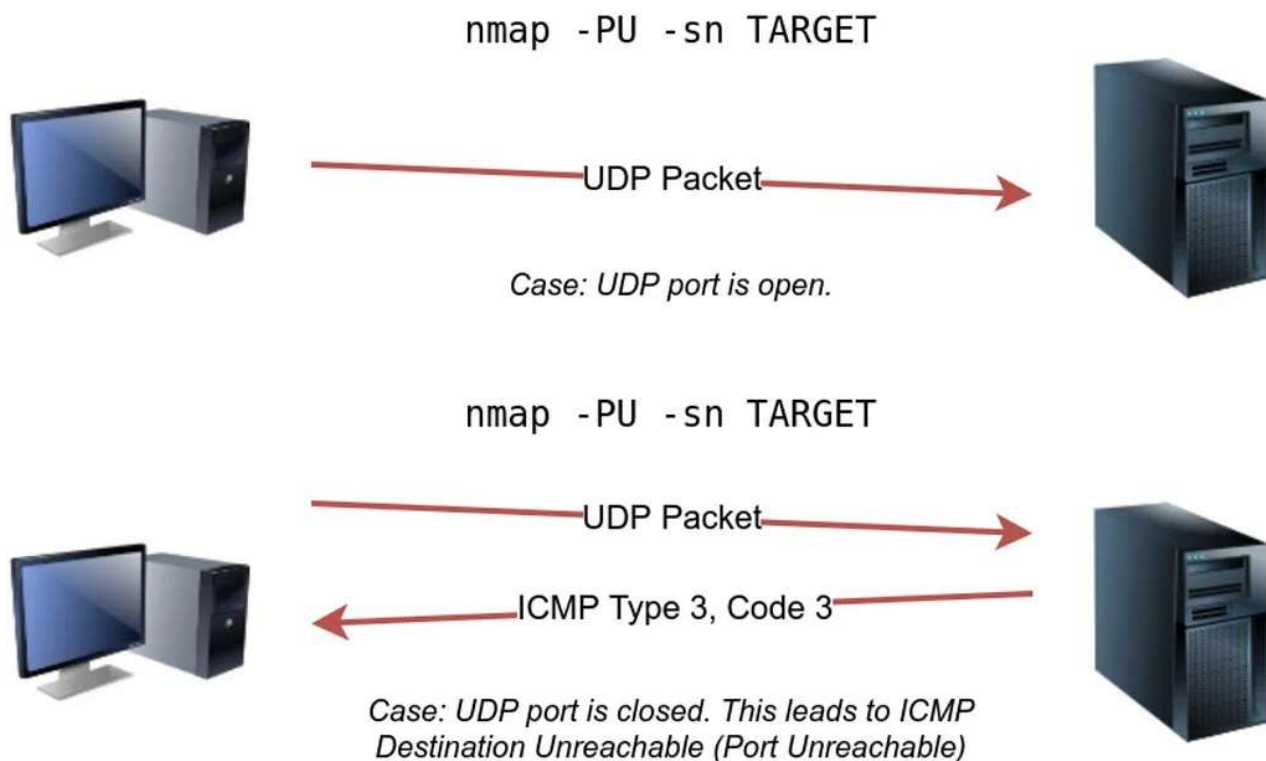 nmap -PU -sn TARGET
UDP Packet
Case: UDP port is open.
nmap -PU -sn TARGET
UDP Packet
ICMP Type 3, Code 3
Case: UDP port is closed. This leads to ICMP
Destination Unreachable (Port Unreachable)